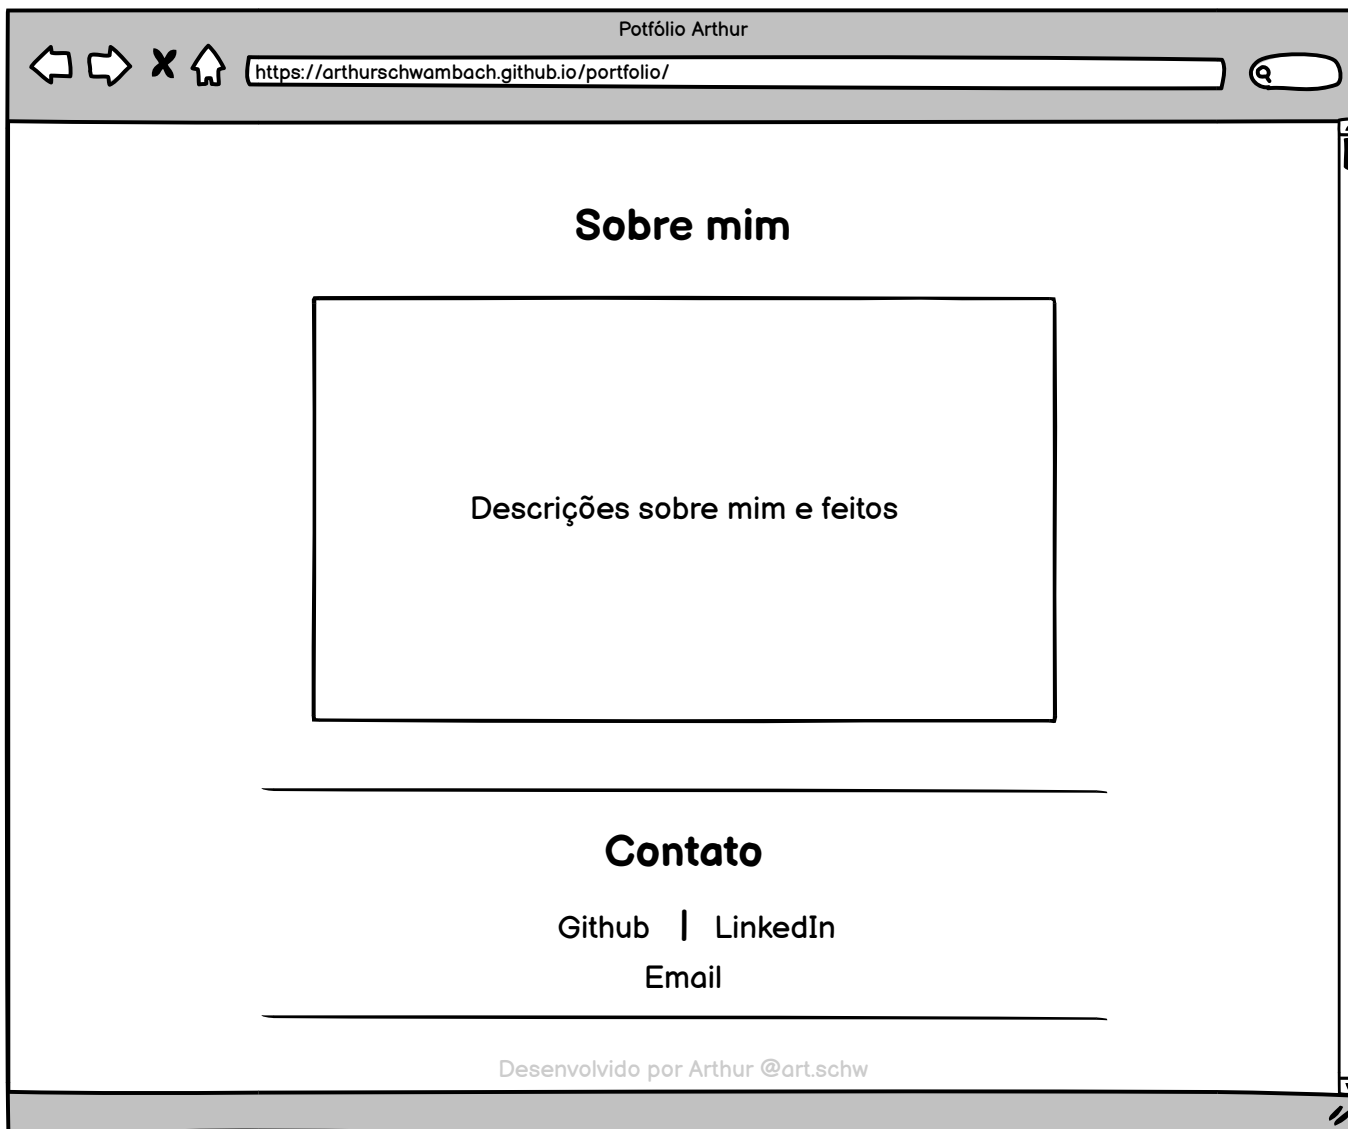 Potfólio Arthur
https://arthurschwambach.github.io/portfolio/
Sobre mim
Descrições sobre mim e feitos
Contato
Github | LinkedIn
Email
Desenvolvido por Arthur @art.schw